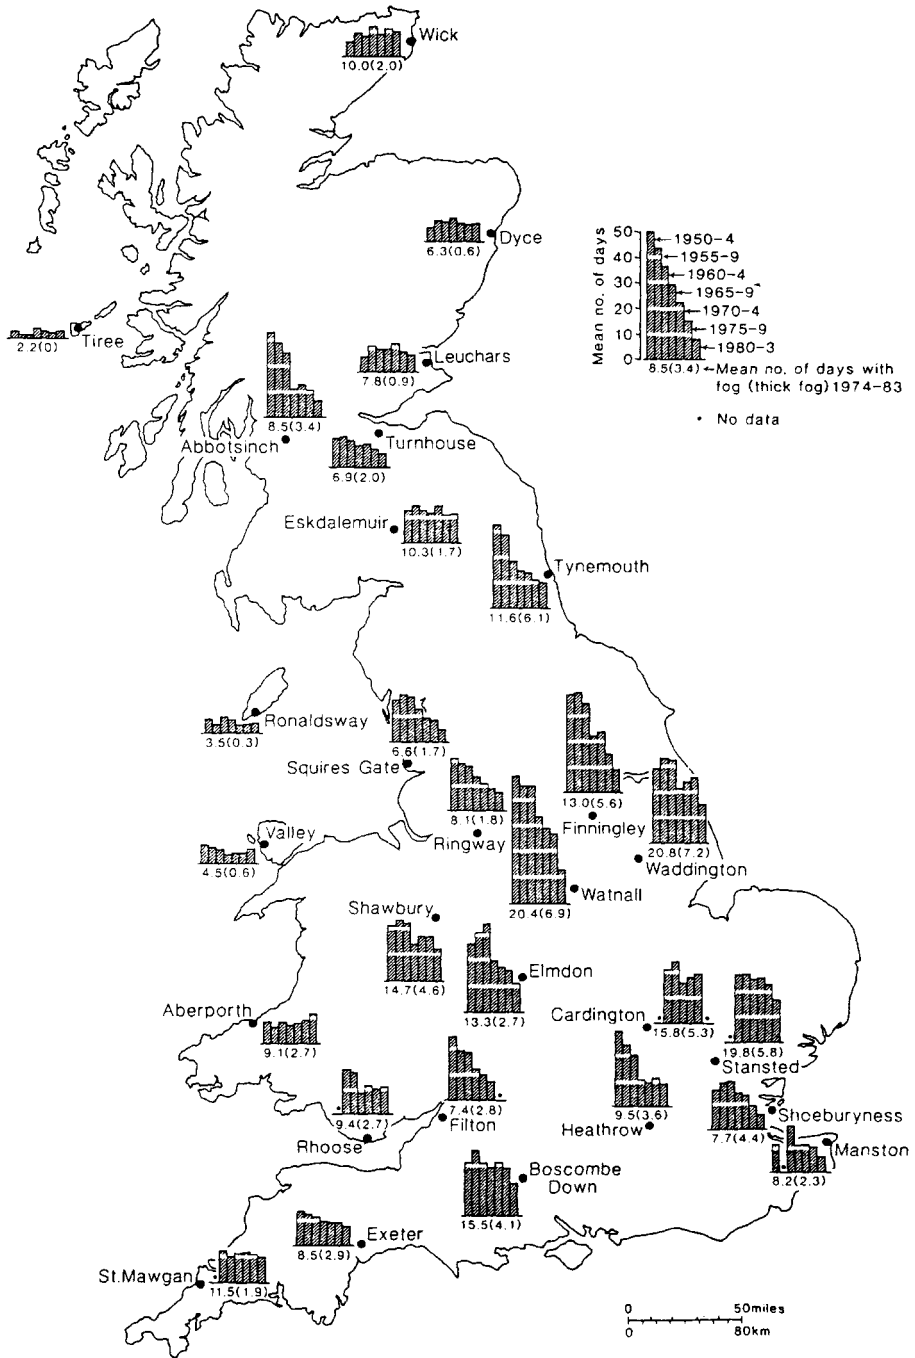 Wick
10.0(2.0)
Dyce
6.3(0.6)
Mean no. of days
50
40
30
20
10
0
1950-4
1955-9
1960-4
1965-9
1970-4
1975-9
1980-3
8.5(3.4)
Mean no. of days with
fog (thick fog) 1974-83
• No data
Tiree
2.2(0)
Leuchars
7.8(0.9)
8.5(3.4)
Abbotsinch
Turnhouse
6.9(2.0)
Eskdalemuir
10.3(1.7)
Tynemouth
11.6(6.1)
Ronaldsway
3.5(0.3)
6.6(1.7)
Squires Gate
8.1(1.8)
Ringway
13.0(5.6)
Finningley
20.8(7.2)
Waddington
Valley
4.5(0.6)
20.4(6.9)
Watnall
Shawbury
14.7(4.6)
Elmdon
13.3(2.7)
Cardington
15.8(5.3)
19.8(5.8)
Stansted
Aberporth
9.1(2.7)
9.4(2.7)
Rhoose
7.4(2.8)
Filton
9.5(3.6)
Heathrow
7.7(4.4)
Shoeburyness
Manston
8.2(2.3)
Boscombe
Down
15.5(4.1)
8.5(2.9)
Exeter
St.Mawgan
11.5(1.9)
0 50miles
0 80km